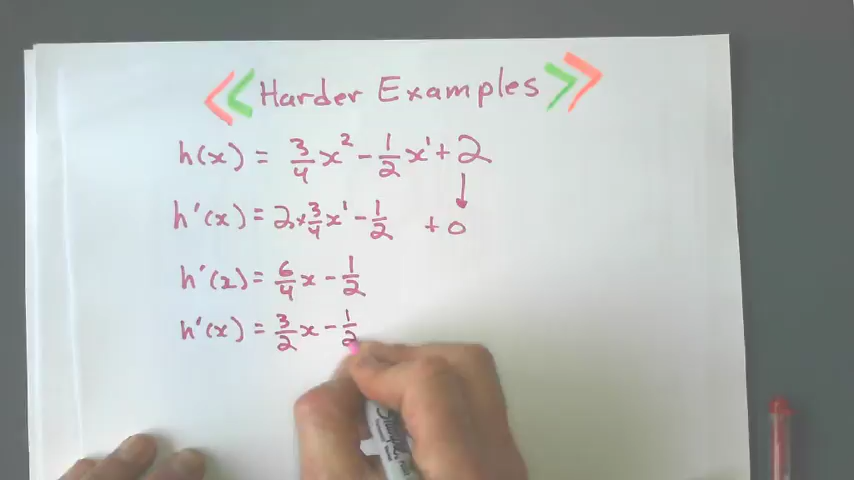 Harder Examples
h(x) = 3/4 x² - 1/2 x¹ + 2
h'(x) = 2 × 3/4 x¹ - 1/2 + 0
h'(x) = 6/4 x - 1/2
h'(x) = 3/2 x - 1/2